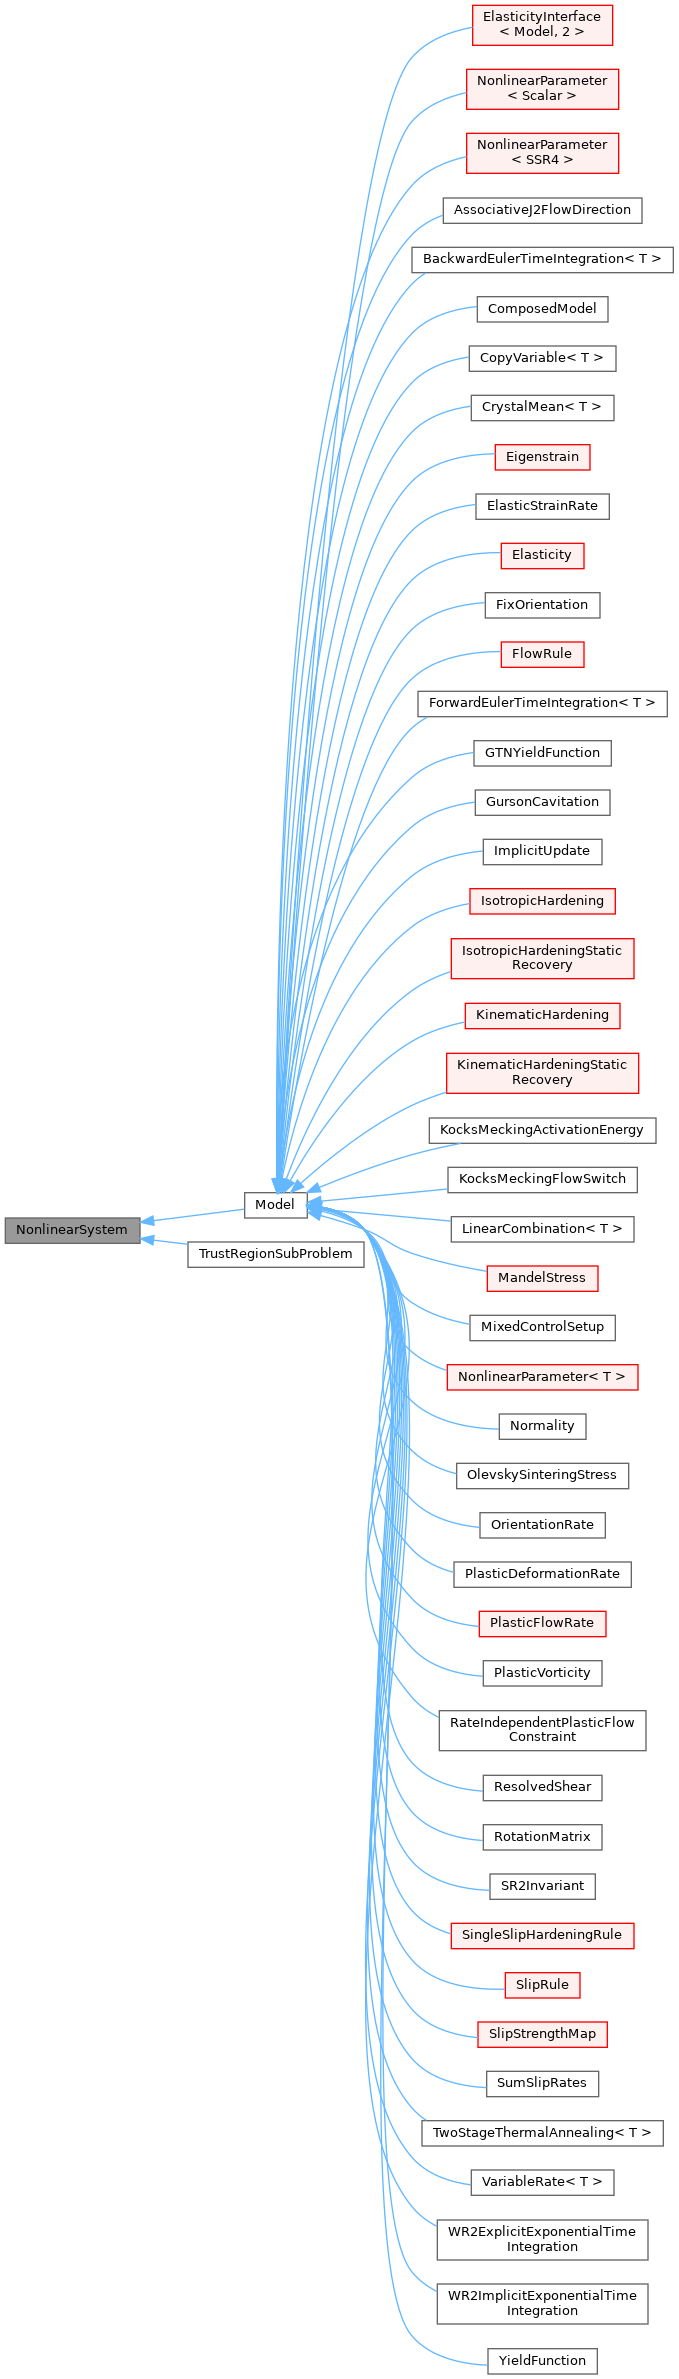 ElasticityInterface
< Model, 2 >
NonlinearParameter
< Scalar >
NonlinearParameter
< SSR4 >
AssociativeJ2FlowDirection
BackwardEulerTimeIntegration< T >
ComposedModel
CopyVariable< T >
CrystalMean< T >
Eigenstrain
ElasticStrainRate
Elasticity
FixOrientation
FlowRule
ForwardEulerTimeIntegration< T >
GTNYieldFunction
GursonCavitation
ImplicitUpdate
IsotropicHardening
IsotropicHardeningStatic
Recovery
KinematicHardening
KinematicHardeningStatic
Recovery
KocksMeckingActivationEnergy
KocksMeckingFlowSwitch
Model
NonlinearSystem
LinearCombination< T >
TrustRegionSubProblem
MandelStress
MixedControlSetup
NonlinearParameter< T >
Normality
OlevskySinteringStress
OrientationRate
PlasticDeformationRate
PlasticFlowRate
PlasticVorticity
RateIndependentPlasticFlow
Constraint
ResolvedShear
RotationMatrix
SR2Invariant
SingleSlipHardeningRule
SlipRule
SlipStrengthMap
SumSlipRates
TwoStageThermalAnnealing< T >
VariableRate< T >
WR2ExplicitExponentialTime
Integration
WR2ImplicitExponentialTime
Integration
YieldFunction